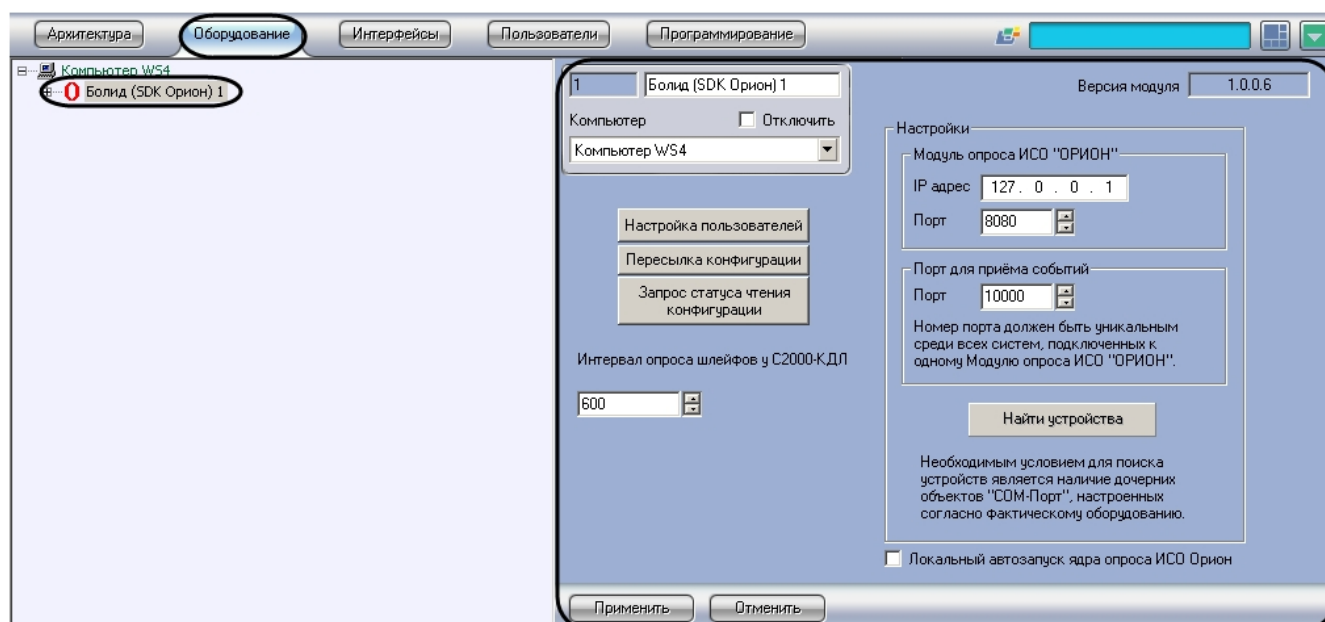 Архитектура
Оборудование
Интерфейсы
Пользователи
Программирование
Компьютер WS4
Болид (SDK Орион) 1
1
Болид (SDK Орион) 1
Компьютер
Отключить
Компьютер WS4
Настройка пользователей
Пересылка конфигурации
Запрос статуса чтения
конфигурации
Интервал опроса шлейфов у С2000-КДЛ
600
Версия модуля
1.0.0.6
Настройки
Модуль опроса ИСО "ОРИОН"
IP адрес
127 . 0 . 0 . 1
Порт
8080
Порт для приёма событий
Порт
10000
Номер порта должен быть уникальным
среди всех систем, подключенных к
одному Модулю опроса ИСО "ОРИОН".
Найти устройства
Необходимым условием для поиска
устройств является наличие дочерних
объектов "COM-Порт", настроенных
согласно фактическому оборудованию.
Локальный автозапуск ядра опроса ИСО Орион
Применить
Отменить